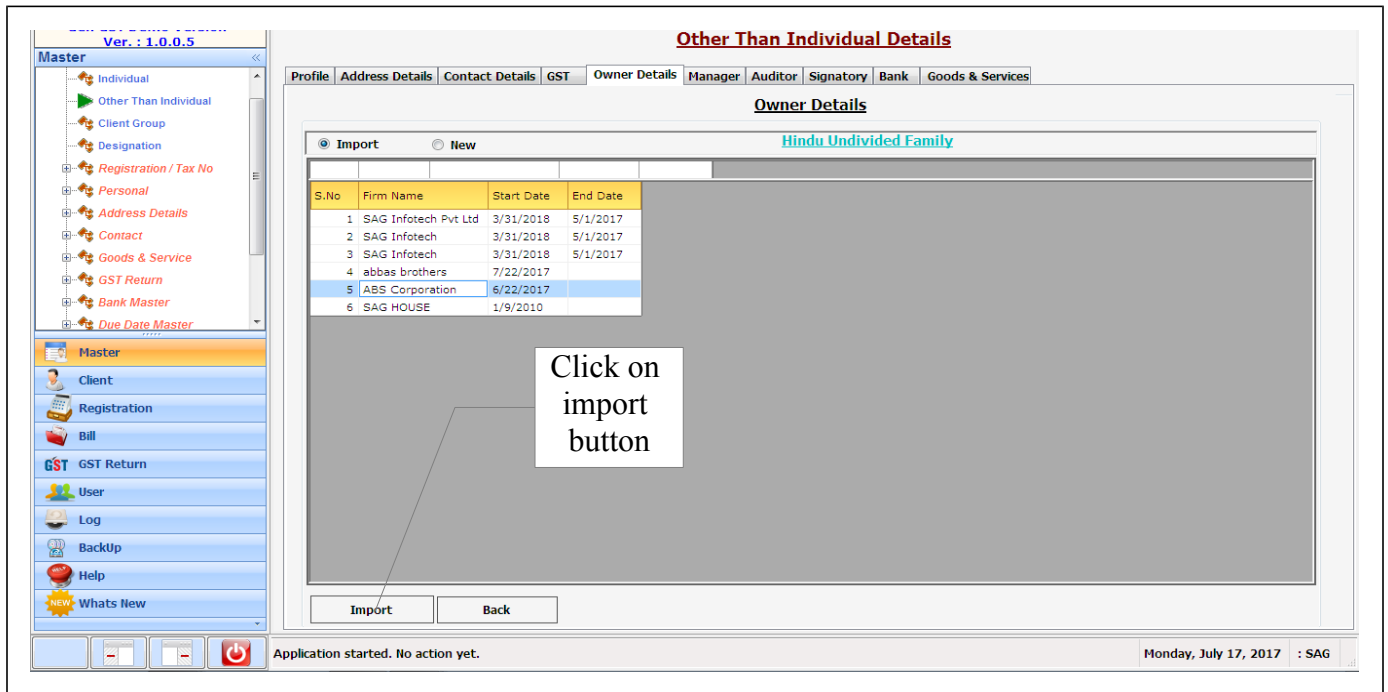 Ver. : 1.0.0.5
Master
Individual
Other Than Individual
Client Group
Designation
Registration / Tax No
Personal
Address Details
Contact
Goods & Service
GST Return
Bank Master
Due Date Master
Master
Client
Registration
Bill
GST GST Return
User
Log
BackUp
Help
NEW Whats New
Other Than Individual Details
Profile Address Details Contact Details GST Owner Details Manager Auditor Signatory Bank Goods & Services
Owner Details
Import New Hindu Undivided Family
S.No Firm Name Start Date End Date
1 SAG Infotech Pvt Ltd 3/31/2018 5/1/2017
2 SAG Infotech 3/31/2018 5/1/2017
3 SAG Infotech 3/31/2018 5/1/2017
4 abbas brothers 7/22/2017
5 ABS Corporation 6/22/2017
6 SAG HOUSE 1/9/2010
Click on
import
button
Import Back
Application started. No action yet. Monday, July 17, 2017 : SAG